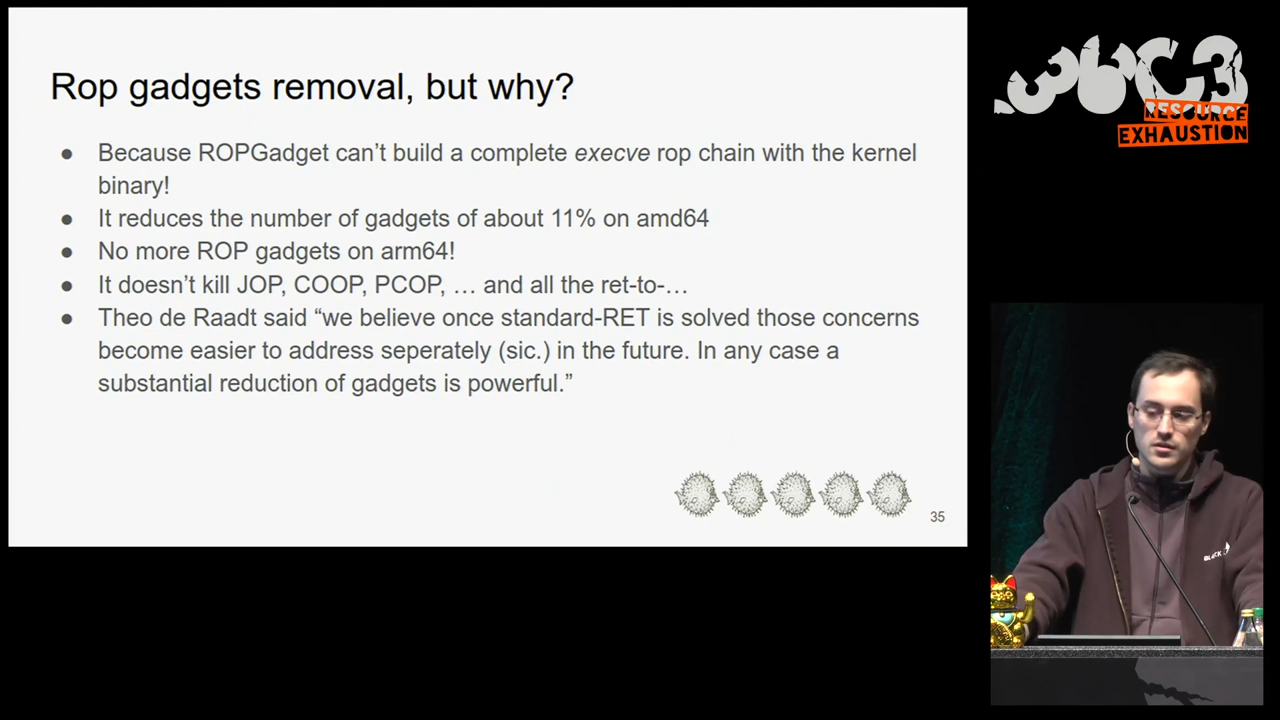 Rop gadgets removal, but why?
● Because ROPGadget can’t build a complete execve rop chain with the kernel
binary!
● It reduces the number of gadgets of about 11% on amd64
● No more ROP gadgets on arm64!
● It doesn’t kill JOP, COOP, PCOP, … and all the ret-to-…
● Theo de Raadt said “we believe once standard-RET is solved those concerns
become easier to address seperately (sic.) in the future. In any case a
substantial reduction of gadgets is powerful.”
35
36C3
RESOURCE
EXHAUSTION